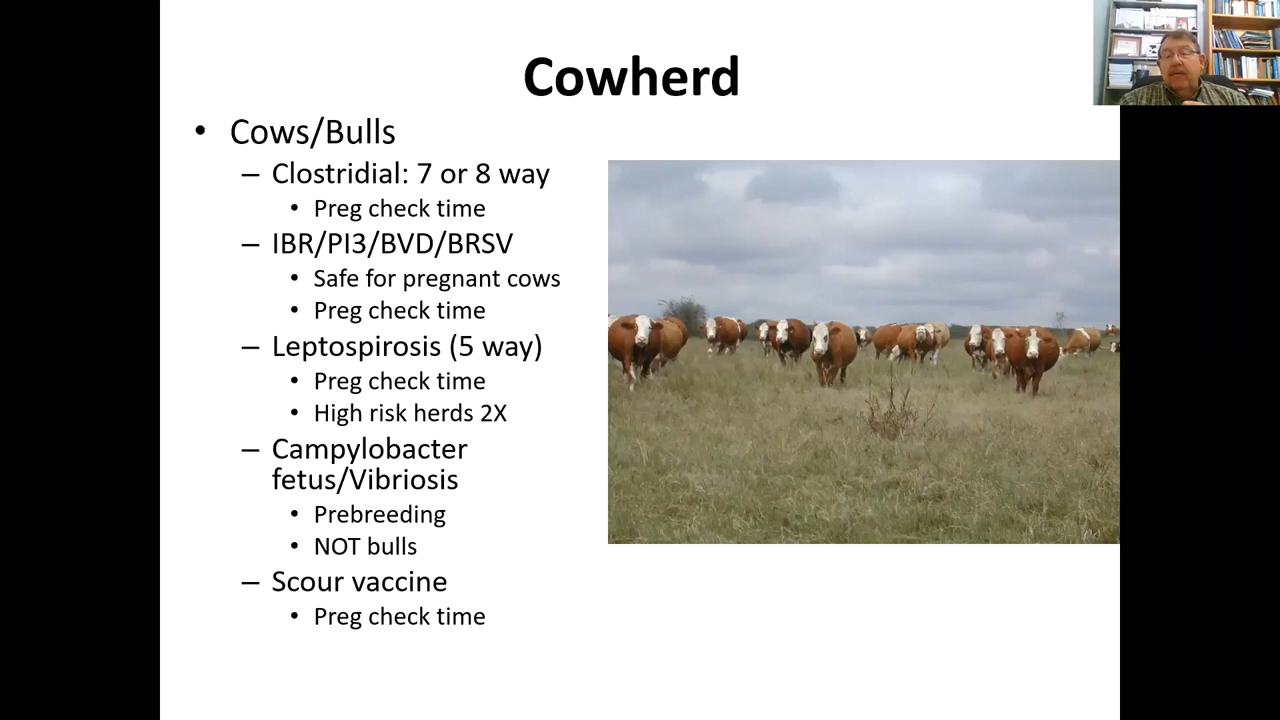 Cowherd
• Cows/Bulls
– Clostridial: 7 or 8 way
• Preg check time
– IBR/PI3/BVD/BRSV
• Safe for pregnant cows
• Preg check time
– Leptospirosis (5 way)
• Preg check time
• High risk herds 2X
– Campylobacter
fetus/Vibriosis
• Prebreeding
• NOT bulls
– Scour vaccine
• Preg check time